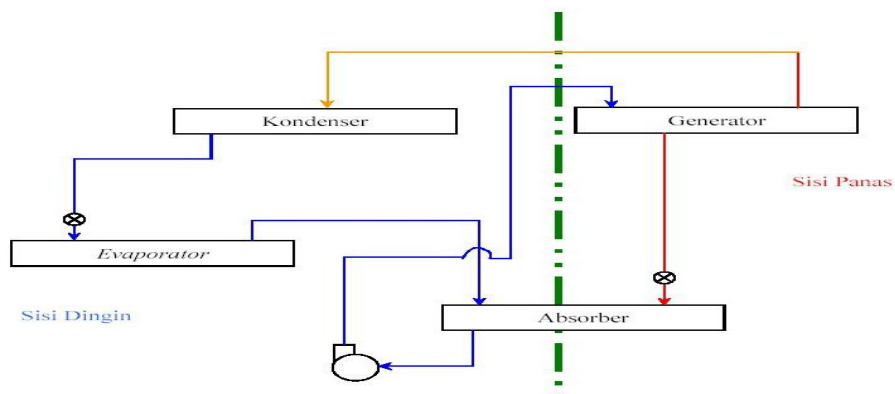 Kondenser
Generator
Sisi Panas
Evaporator
Sisi Dingin
Absorber